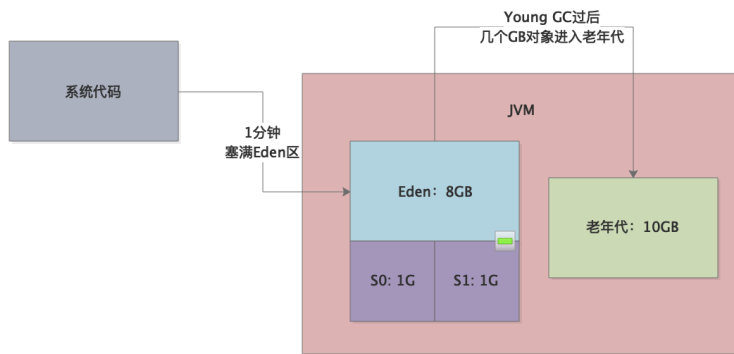 Young GC过后
几个GB对象进入老年代
系统代码
JVM
1分钟
塞满Eden区
Eden：8GB
老年代：10GB
S0: 1G
S1: 1G